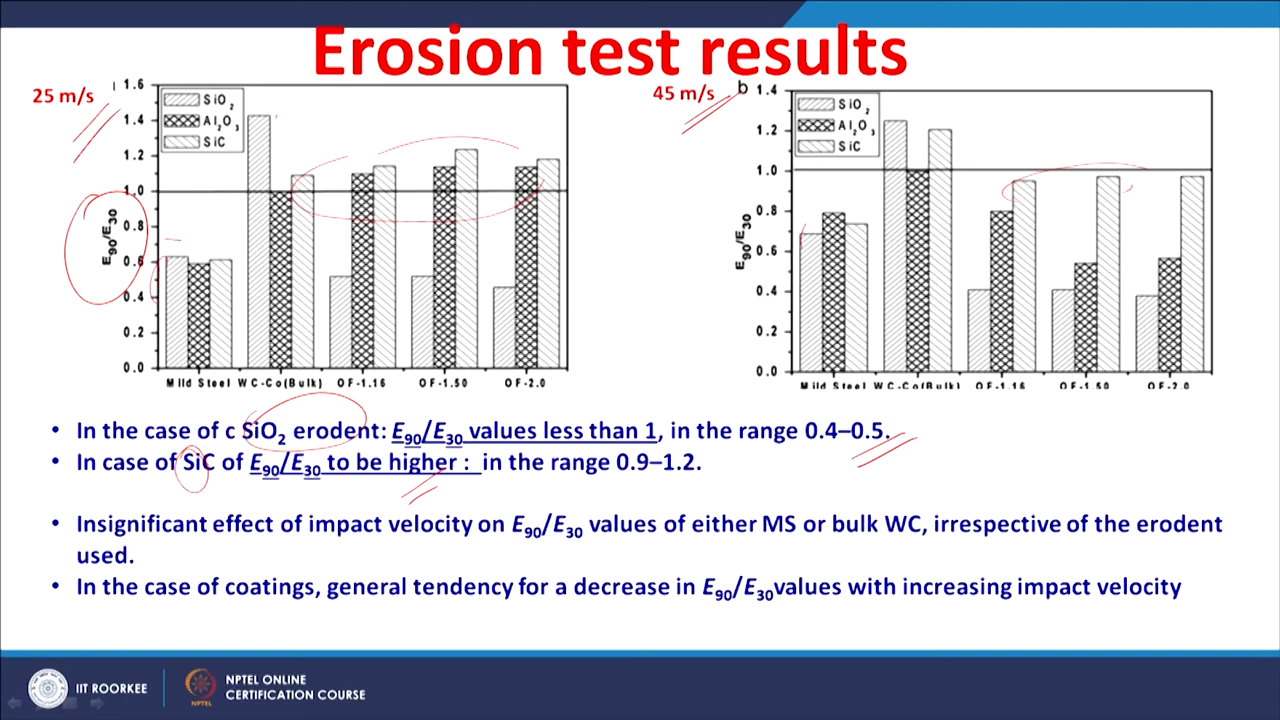 Erosion test results
25 m/s
1.6
1.4
1.2
1.0
0.8
0.6
0.4
0.2
0.0
E90/E30
SiO2
Al2O3
SiC
Mild Steel WC-Co(Bulk) OF-1.16 OF-1.50 OF-2.0
45 m/s
b
1.4
1.2
1.0
0.8
0.6
0.4
0.2
0.0
E90/E30
SiO2
Al2O3
SiC
Mild Steel WC-Co(Bulk) OF-1.16 OF-1.50 OF-2.0
• In the case of c SiO2 erodent: E90/E30 values less than 1, in the range 0.4–0.5.
• In case of SiC of E90/E30 to be higher : in the range 0.9–1.2.
• Insignificant effect of impact velocity on E90/E30 values of either MS or bulk WC, irrespective of the erodent
used.
• In the case of coatings, general tendency for a decrease in E90/E30values with increasing impact velocity
IIT ROORKEE
NPTEL ONLINE
CERTIFICATION COURSE
NPTEL